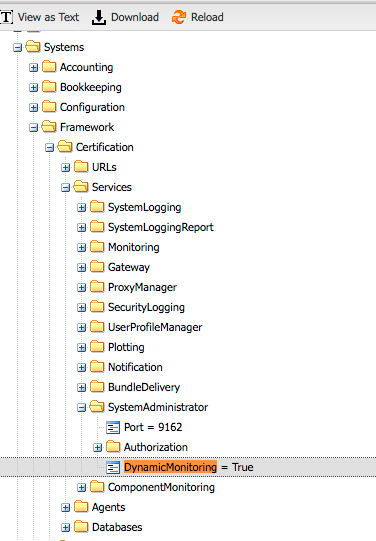 View as Text Download Reload
Systems
Accounting
Bookkeeping
Configuration
Framework
Certification
URLs
Services
SystemLogging
SystemLoggingReport
Monitoring
Gateway
ProxyManager
SecurityLogging
UserProfileManager
Plotting
Notification
BundleDelivery
SystemAdministrator
Port = 9162
Authorization
DynamicMonitoring = True
ComponentMonitoring
Agents
Databases